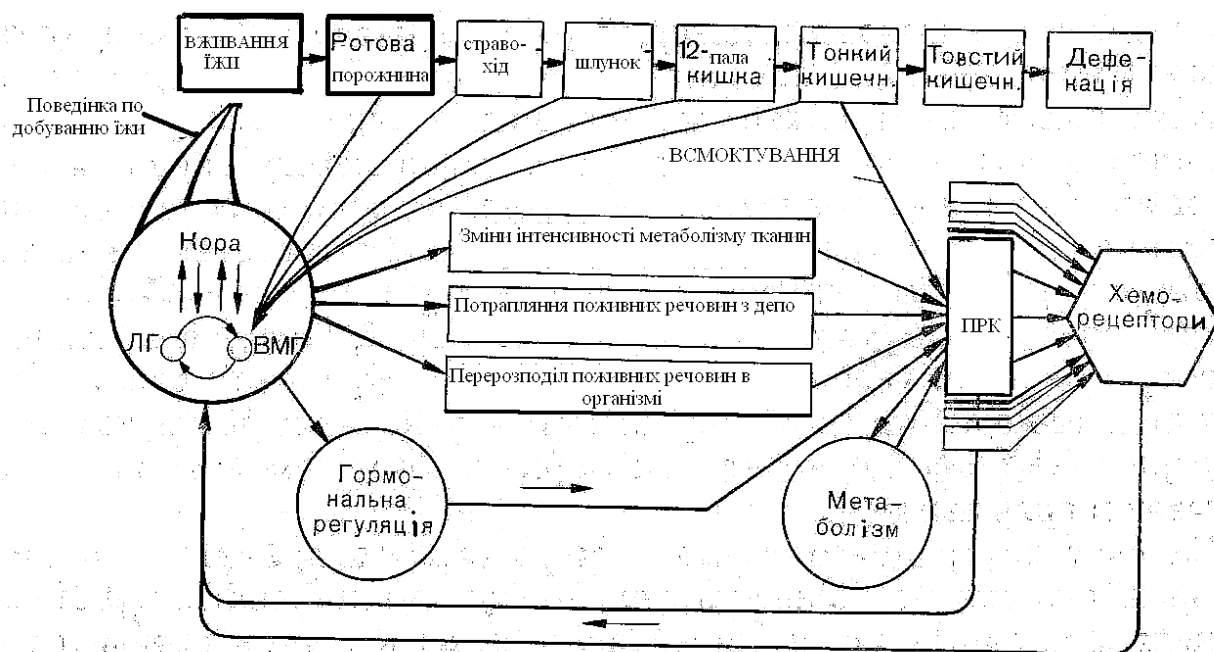 ВЖИВАННЯ
ЇЖІІ
Ротова
порожнина
страво-
хід
шлунок
12-пала
кишка
Тонкий
кишечн.
Товстий
кишечн.
Дефе-
кація
Поведінка по
добуванню їжи
ВСМОКТУВАННЯ
Кора
ЛГ
ВМГ
Зміни інтенсивності метаболізму тканин
Потрапляння поживних речовин з депо
Перерозподіл поживних речовин в
організмі
ПРК
Хемо-
рецептори
Гормо-
нальна
регуляція
Мета-
болізм